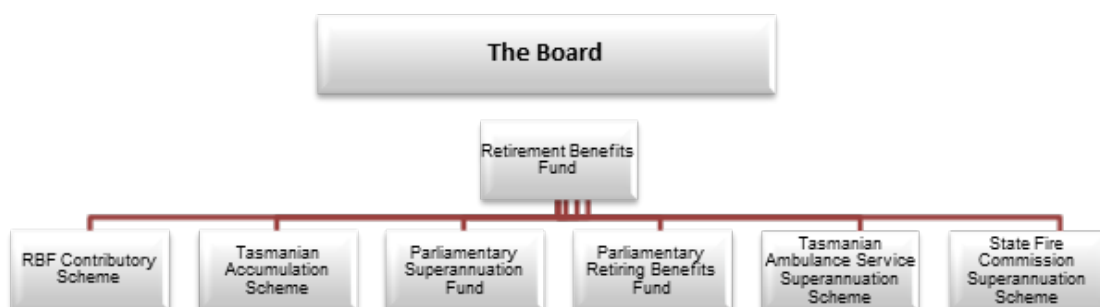 The Board
Retirement Benefits
Fund
RBF Contributory
Scheme
Tasmanian
Accumulation
Scheme
Parliamentary
Superannuation
Fund
Parliamentary
Retiring Benefits
Fund
Tasmanian
Ambulance Service
Superannuation
Scheme
State Fire
Commission
Superannuation
Scheme